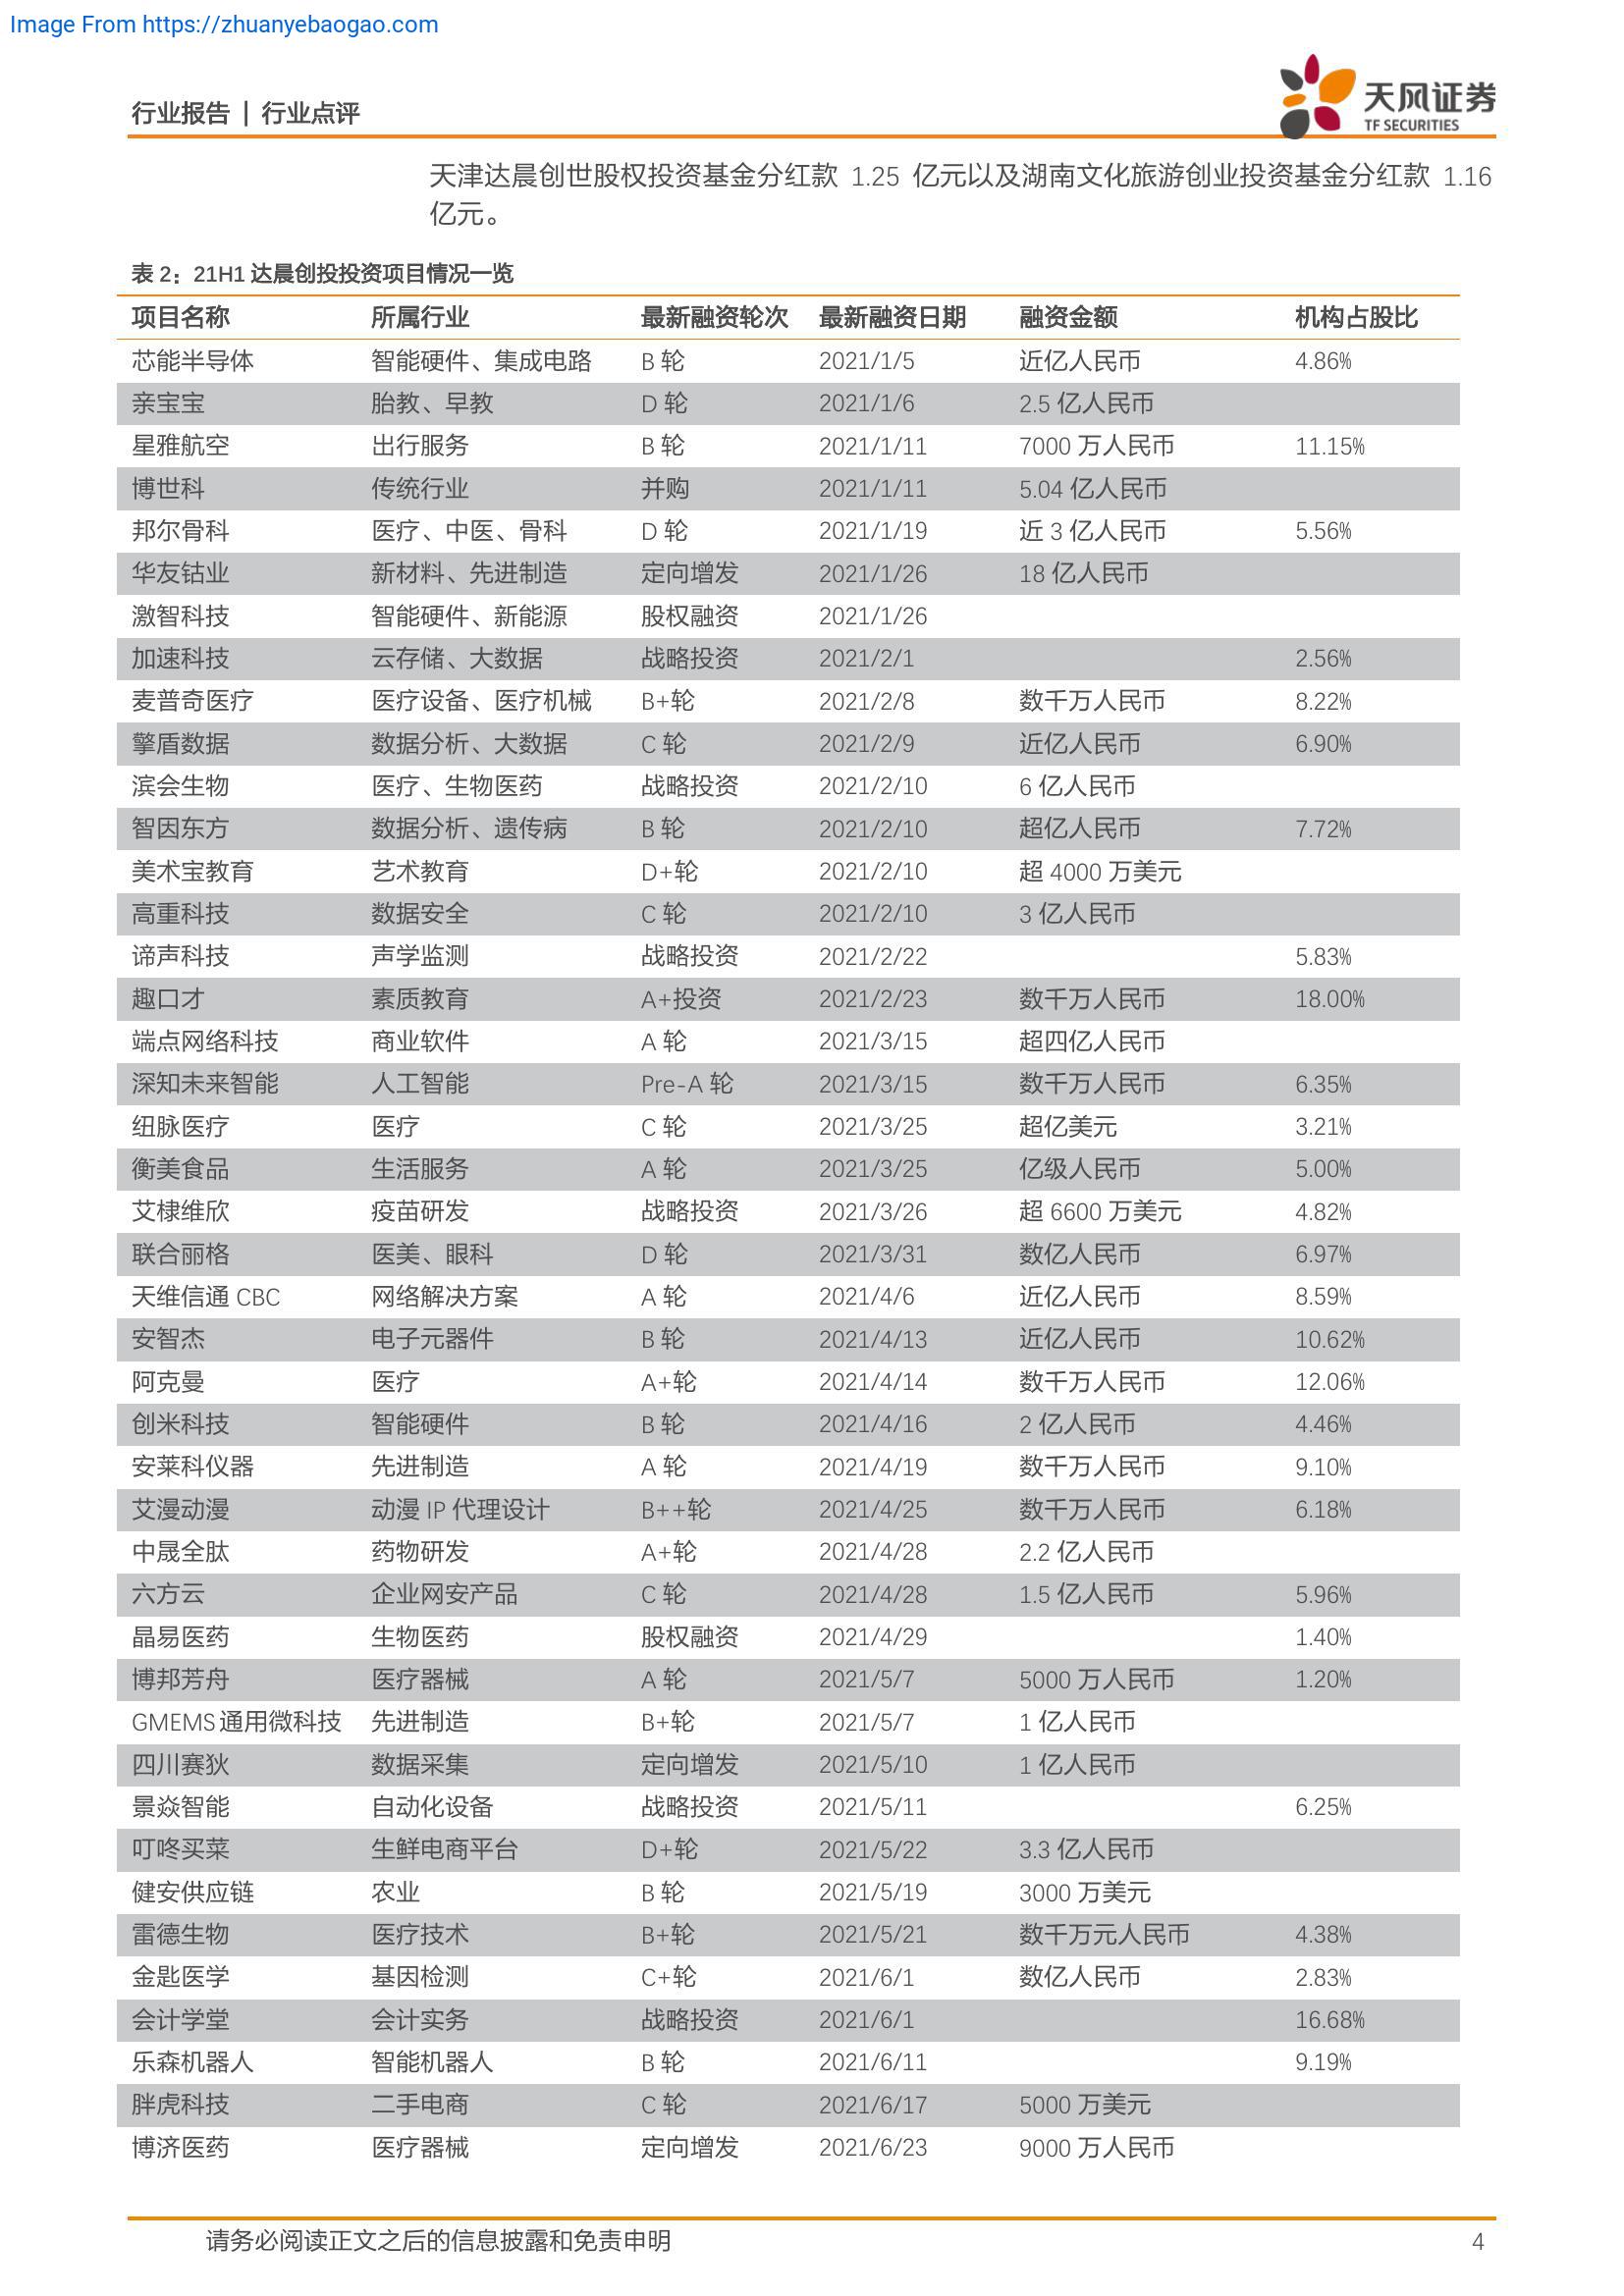 Image From https://zhuanyebaogao.com
行业报告 | 行业点评
天风证券
TF SECURITIES
天津达晨创世股权投资基金分红款 1.25 亿元以及湖南文化旅游创业投资基金分红款 1.16
亿元。
表 2：21H1 达晨创投投资项目情况一览
项目名称 所属行业 最新融资轮次 最新融资日期 融资金额 机构占股比
芯能半导体 智能硬件、集成电路 B 轮 2021/1/5 近亿人民币 4.86%
亲宝宝 胎教、早教 D 轮 2021/1/6 2.5 亿人民币
星雅航空 出行服务 B 轮 2021/1/11 7000 万人民币 11.15%
博世科 传统行业 并购 2021/1/11 5.04 亿人民币
邦尔骨科 医疗、中医、骨科 D 轮 2021/1/19 近 3 亿人民币 5.56%
华友钴业 新材料、先进制造 定向增发 2021/1/26 18 亿人民币
激智科技 智能硬件、新能源 股权融资 2021/1/26
加速科技 云存储、大数据 战略投资 2021/2/1 2.56%
麦普奇医疗 医疗设备、医疗机械 B+轮 2021/2/8 数千万人民币 8.22%
擎盾数据 数据分析、大数据 C 轮 2021/2/9 近亿人民币 6.90%
滨会生物 医疗、生物医药 战略投资 2021/2/10 6 亿人民币
智因东方 数据分析、遗传病 B 轮 2021/2/10 超亿人民币 7.72%
美术宝教育 艺术教育 D+轮 2021/2/10 超 4000 万美元
高重科技 数据安全 C 轮 2021/2/10 3 亿人民币
谛声科技 声学监测 战略投资 2021/2/22 5.83%
趣口才 素质教育 A+投资 2021/2/23 数千万人民币 18.00%
端点网络科技 商业软件 A 轮 2021/3/15 超四亿人民币
深知未来智能 人工智能 Pre-A 轮 2021/3/15 数千万人民币 6.35%
纽脉医疗 医疗 C 轮 2021/3/25 超亿美元 3.21%
衡美食品 生活服务 A 轮 2021/3/25 亿级人民币 5.00%
艾棣维欣 疫苗研发 战略投资 2021/3/26 超 6600 万美元 4.82%
联合丽格 医美、眼科 D 轮 2021/3/31 数亿人民币 6.97%
天维信通 CBC 网络解决方案 A 轮 2021/4/6 近亿人民币 8.59%
安智杰 电子元器件 B 轮 2021/4/13 近亿人民币 10.62%
阿克曼 医疗 A+轮 2021/4/14 数千万人民币 12.06%
创米科技 智能硬件 B 轮 2021/4/16 2 亿人民币 4.46%
安莱科仪器 先进制造 A 轮 2021/4/19 数千万人民币 9.10%
艾漫动漫 动漫 IP 代理设计 B++轮 2021/4/25 数千万人民币 6.18%
中晟全肽 药物研发 A+轮 2021/4/28 2.2 亿人民币
六方云 企业网安产品 C 轮 2021/4/28 1.5 亿人民币 5.96%
晶易医药 生物医药 股权融资 2021/4/29 1.40%
博邦芳舟 医疗器械 A 轮 2021/5/7 5000 万人民币 1.20%
GMEMS 通用微科技 先进制造 B+轮 2021/5/7 1 亿人民币
四川赛狄 数据采集 定向增发 2021/5/10 1 亿人民币
景焱智能 自动化设备 战略投资 2021/5/11 6.25%
叮咚买菜 生鲜电商平台 D+轮 2021/5/22 3.3 亿人民币
健安供应链 农业 B 轮 2021/5/19 3000 万美元
雷德生物 医疗技术 B+轮 2021/5/21 数千万元人民币 4.38%
金匙医学 基因检测 C+轮 2021/6/1 数亿人民币 2.83%
会计学堂 会计实务 战略投资 2021/6/1 16.68%
乐森机器人 智能机器人 B 轮 2021/6/11 9.19%
胖虎科技 二手电商 C 轮 2021/6/17 5000 万美元
博济医药 医疗器械 定向增发 2021/6/23 9000 万人民币
请务必阅读正文之后的信息披露和免责申明 4